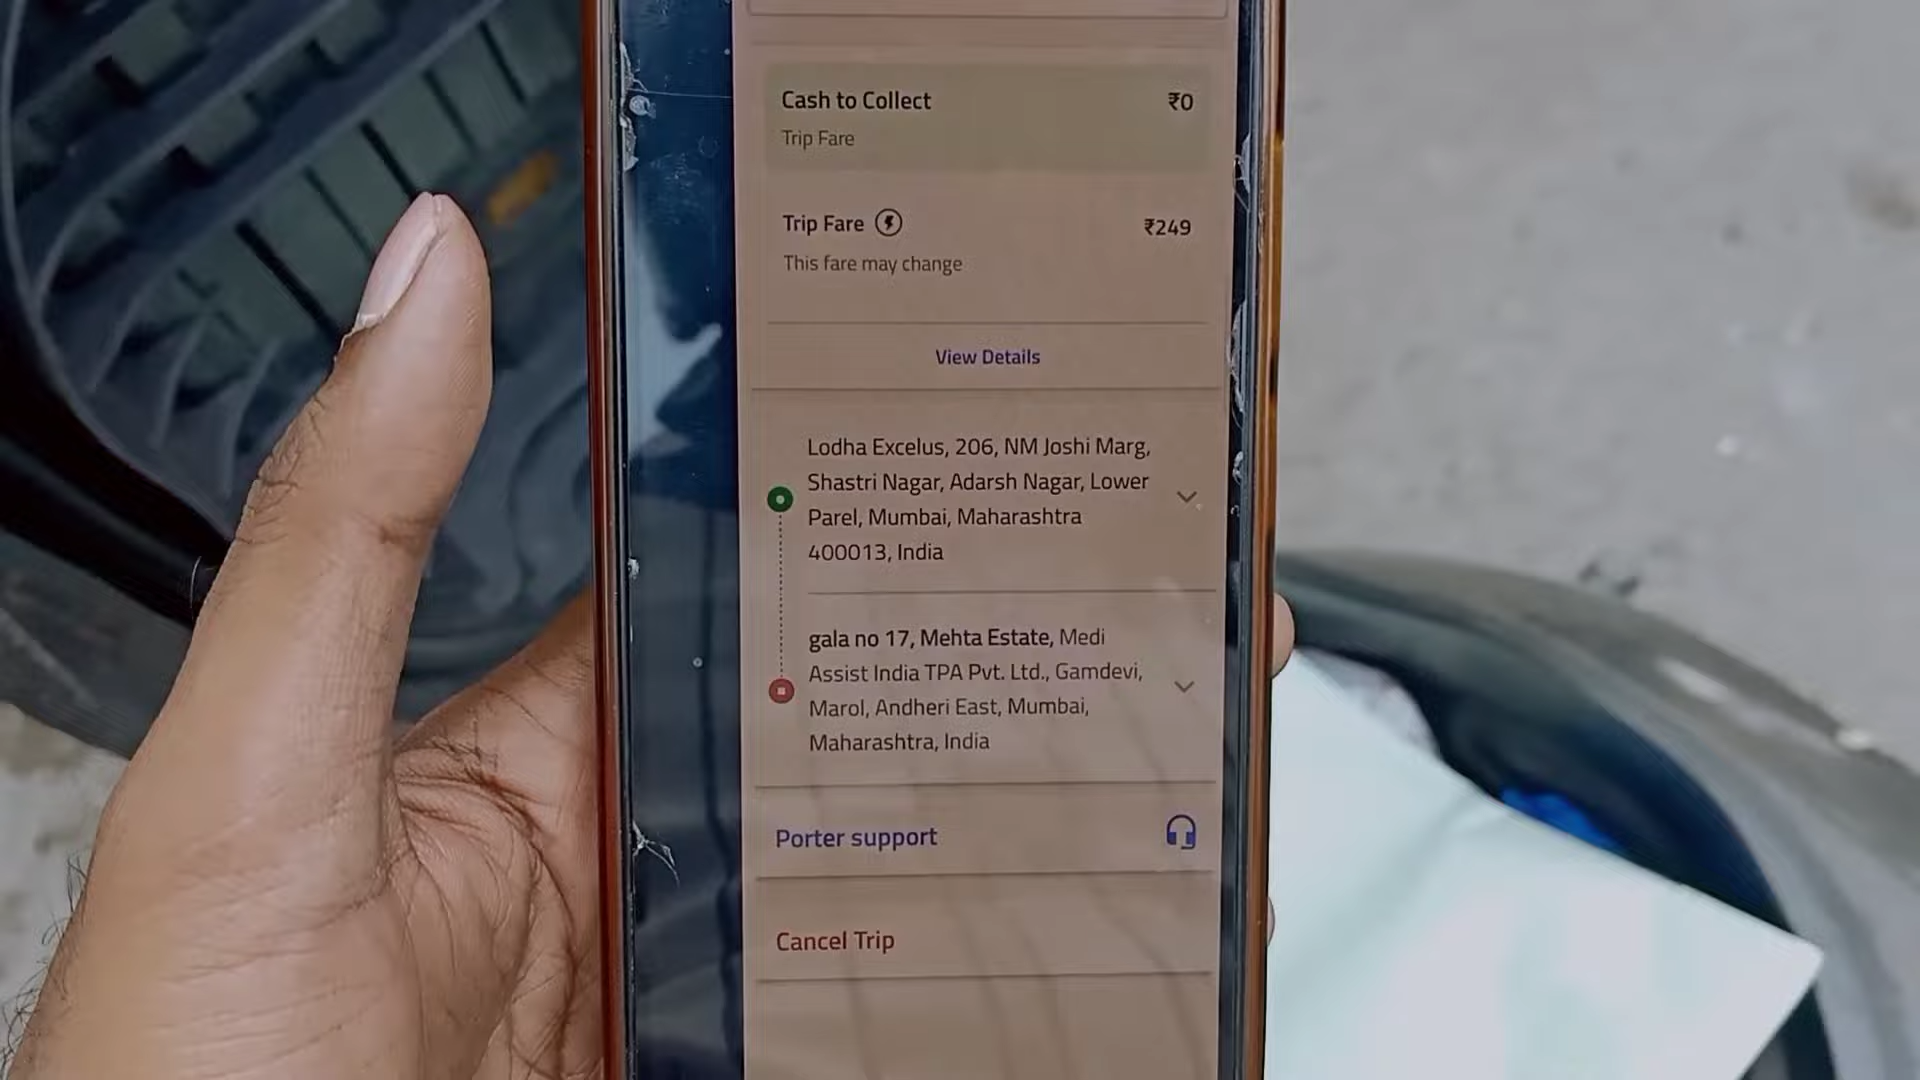 Cash to Collect ₹0
Trip Fare
Trip Fare ₹249
This fare may change
View Details
Lodha Excelus, 206, NM Joshi Marg,
Shastri Nagar, Adarsh Nagar, Lower
Parel, Mumbai, Maharashtra
400013, India
gala no 17, Mehta Estate, Medi
Assist India TPA Pvt. Ltd., Gamdevi,
Marol, Andheri East, Mumbai,
Maharashtra, India
Porter support
Cancel Trip